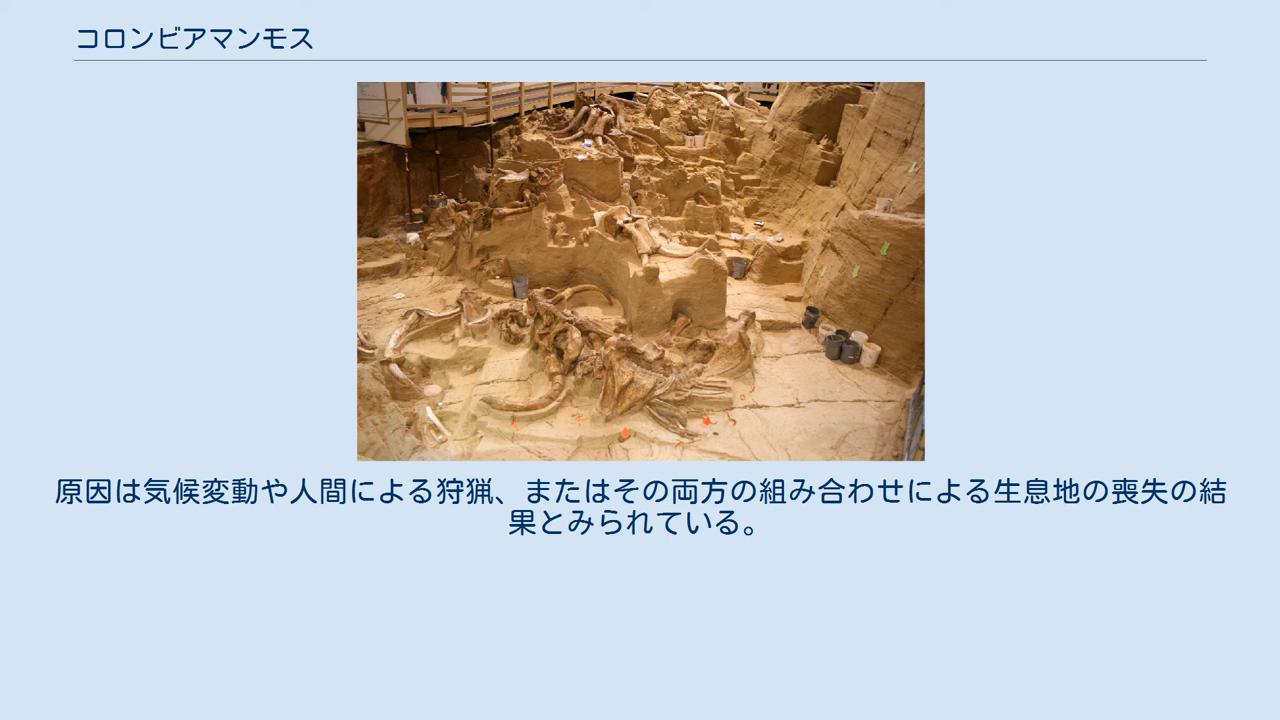 コロンビアマンモス
原因は気候変動や人間による狩猟、またはその両方の組み合わせによる生息地の喪失の結
果とみられている。